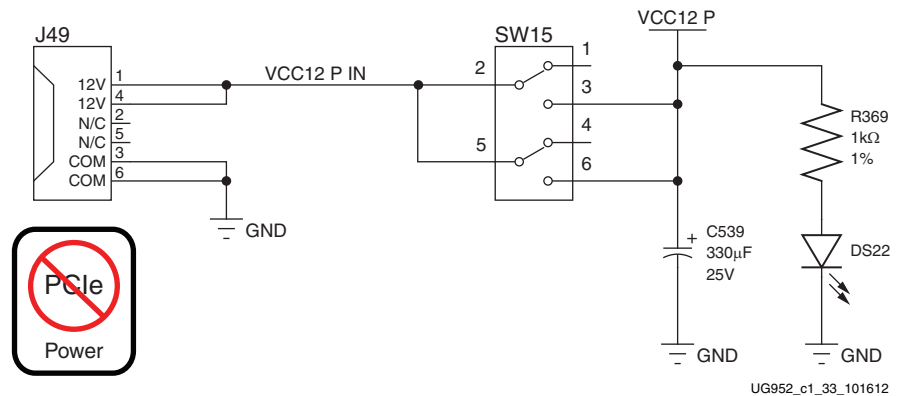 VCC12 P
J49
SW15
VCC12 P IN
12V 1
12V 4
N/C 2
N/C 5
COM 3
COM 6
GND
2
1
3
5
4
6
R369
1kΩ
1%
C539
330μF
25V
+
DS22
GND
GND
PCIe
Power
UG952_c1_33_101612